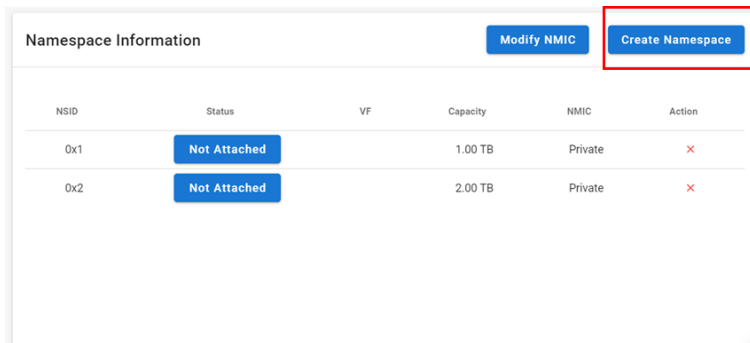 Namespace Information Modify NMIC Create Namespace
NSID Status VF Capacity NMIC Action
0x1 Not Attached 1.00 TB Private ×
0x2 Not Attached 2.00 TB Private ×